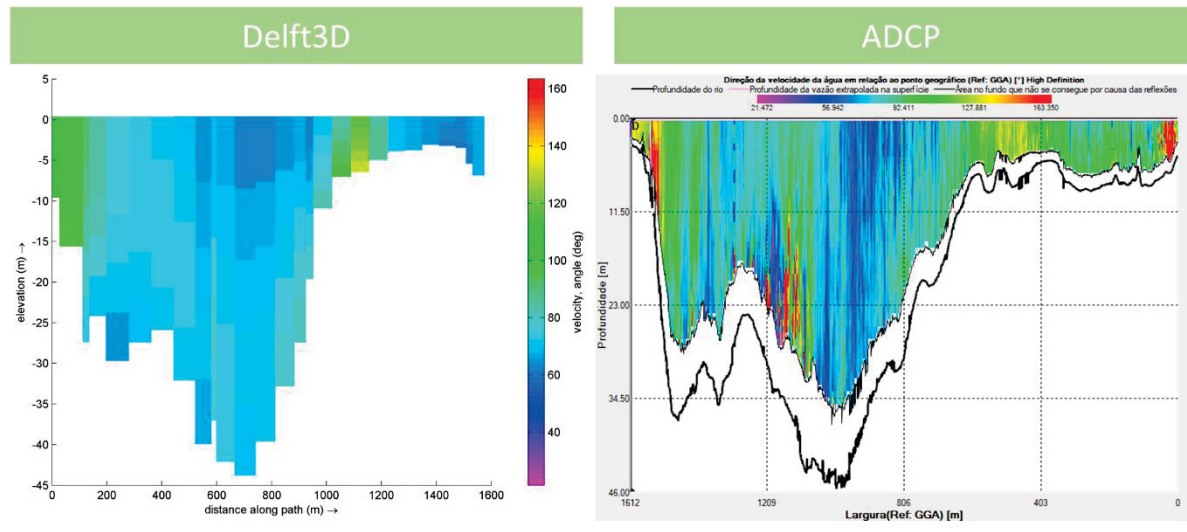 Delft3D
ADCP
5
0
-5
-10
-15
-20
-25
-30
-35
-40
-45
elevation (m) →
0 200 400 600 800 1000 1200 1400 1600
distance along path (m) →
160
140
120
100
80
60
40
velocity, angle (deg)
Direção da velocidade da água em relação ao ponto geográfico (Ref: GGA) [°] High Definition
Profundidade do rio Profundidade da vazão extrapolada na superfície Área no fundo que não se consegue por causa das reflexões
21.472 56.942 92.411 127.881 163.350
0.00
D
11.50
23.00
34.50
46.00
Profundidade [m]
1612 1209 806 403 0
Largura(Ref: GGA) [m]